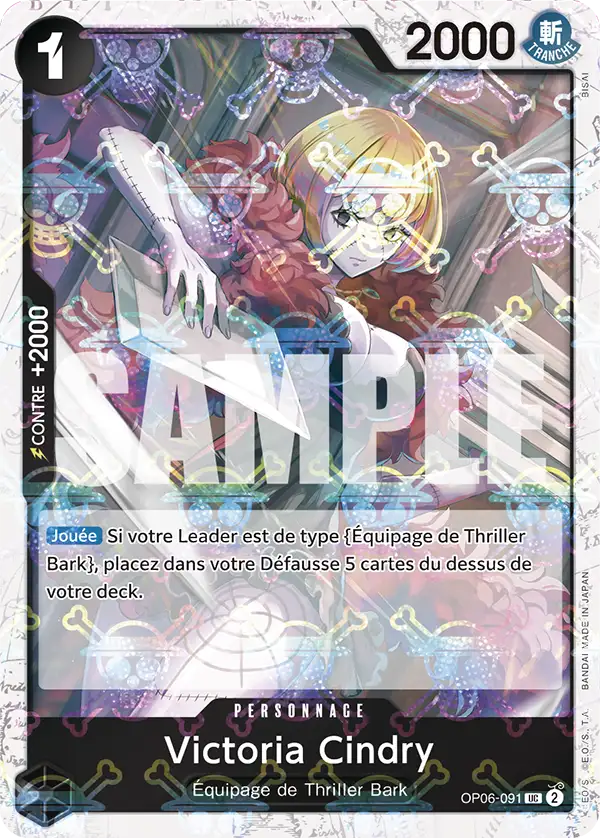 1
2000
斬
TRANCHE
BISAI
CONTRE +2000
SAMPLE
Jouée Si votre Leader est de type {Équipage de Thriller
Bark}, placez dans votre Défausse 5 cartes du dessus de
votre deck.
PERSONNAGE
Victoria Cindry
Équipage de Thriller Bark
OP06-091 UC 2
©E.O./S. ©E.O./S., T.A. BANDAI MADE IN JAPAN